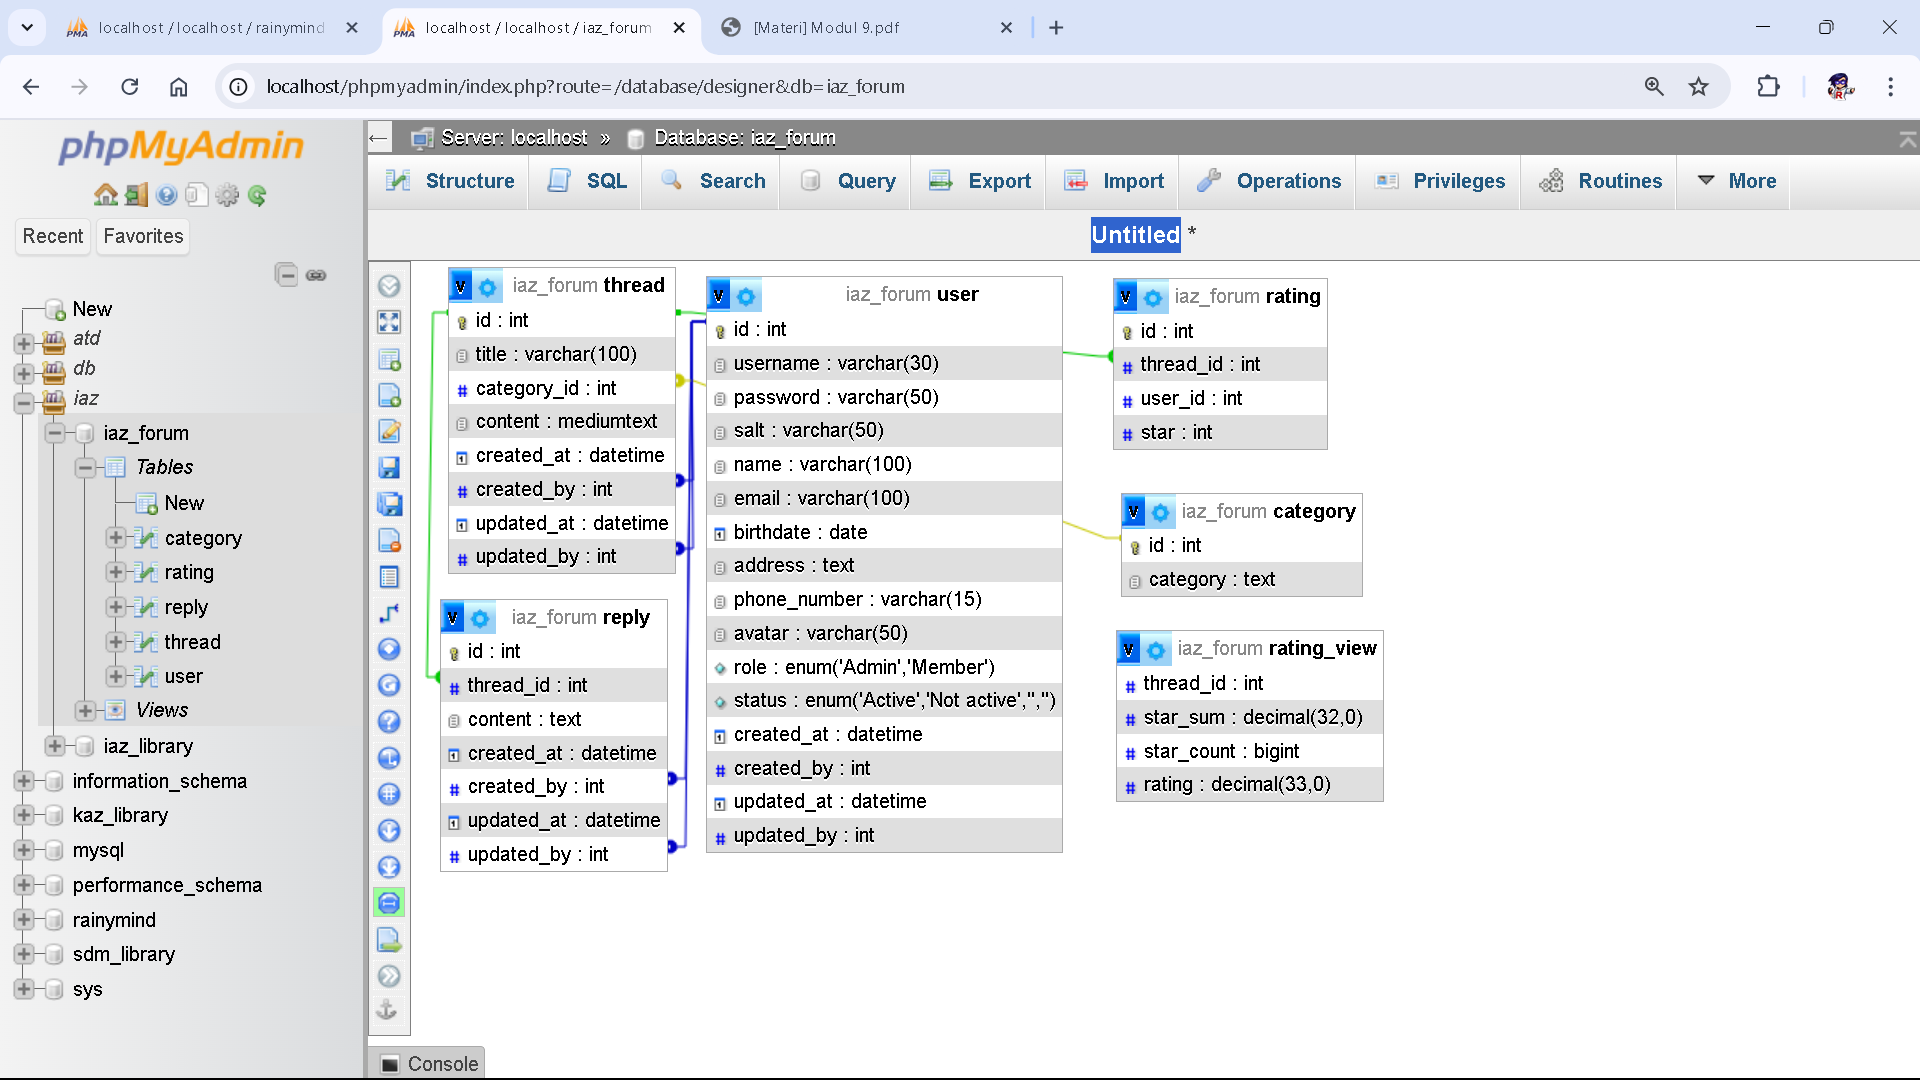 localhost / localhost / rainymind
localhost / localhost / iaz_forum
[Materi] Modul 9.pdf
localhost/phpmyadmin/index.php?route=/database/designer&db=iaz_forum
phpMyAdmin
Recent
Favorites
New
atd
db
iaz
iaz_forum
Tables
New
category
rating
reply
thread
user
Views
iaz_library
information_schema
kaz_library
mysql
performance_schema
rainymind
sdm_library
sys
Server: localhost » Database: iaz_forum
Structure
SQL
Search
Query
Export
Import
Operations
Privileges
Routines
More
Untitled *
v iaz_forum thread
id : int
title : varchar(100)
category_id : int
content : mediumtext
created_at : datetime
created_by : int
updated_at : datetime
updated_by : int
v iaz_forum reply
id : int
thread_id : int
content : text
created_at : datetime
created_by : int
updated_at : datetime
updated_by : int
v iaz_forum user
id : int
username : varchar(30)
password : varchar(50)
salt : varchar(50)
name : varchar(100)
email : varchar(100)
birthdate : date
address : text
phone_number : varchar(15)
avatar : varchar(50)
role : enum('Admin','Member')
status : enum('Active','Not active','','')
created_at : datetime
created_by : int
updated_at : datetime
updated_by : int
v iaz_forum rating
id : int
thread_id : int
user_id : int
star : int
v iaz_forum category
id : int
category : text
v iaz_forum rating_view
thread_id : int
star_sum : decimal(32,0)
star_count : bigint
rating : decimal(33,0)
Console